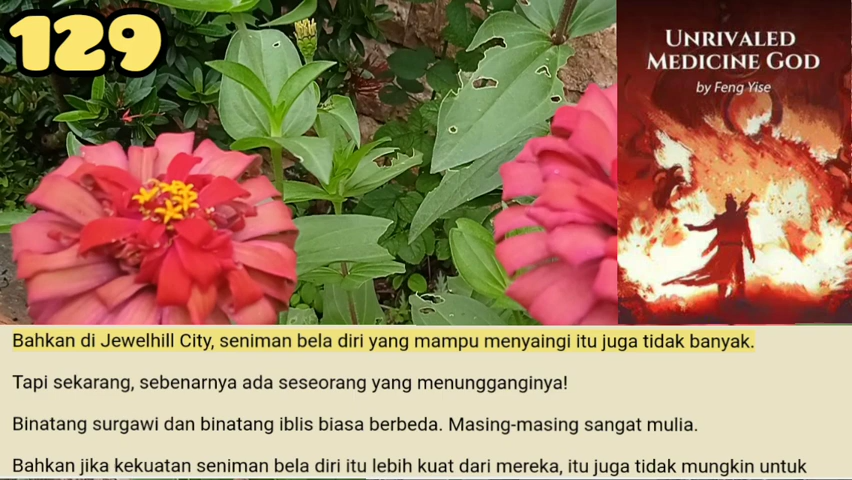 129
UNRIVALED
MEDICINE GOD
by Feng Yise
Bahkan di Jewelhill City, seniman bela diri yang mampu menyaingi itu juga tidak banyak.
Tapi sekarang, sebenarnya ada seseorang yang menungganginya!
Binatang surgawi dan binatang iblis biasa berbeda. Masing-masing sangat mulia.
Bahkan jika kekuatan seniman bela diri itu lebih kuat dari mereka, itu juga tidak mungkin untuk